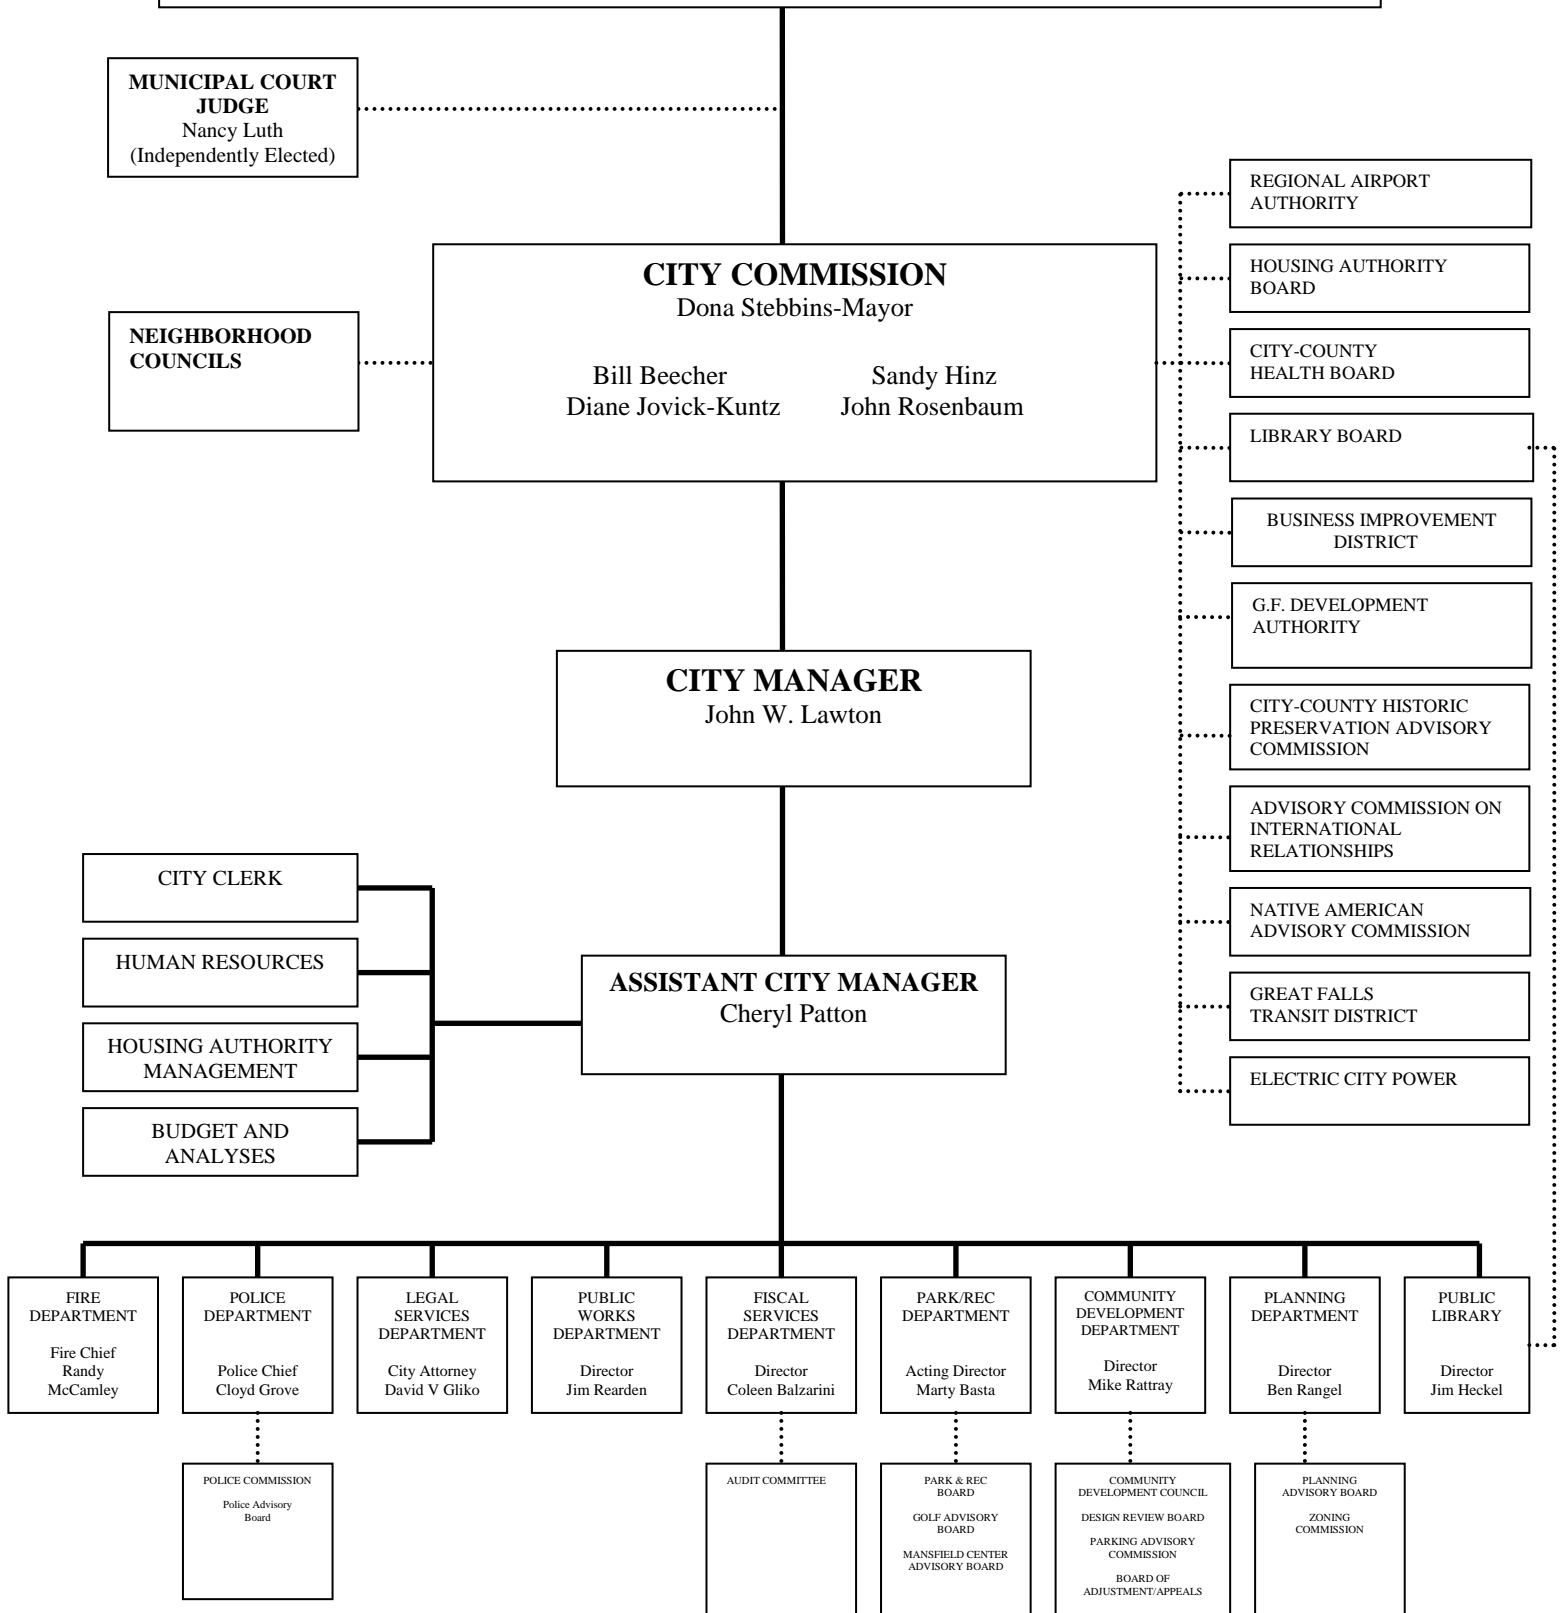 MUNICIPAL COURT
JUDGE
Nancy Luth
(Independently Elected)
REGIONAL AIRPORT
AUTHORITY
HOUSING AUTHORITY
BOARD
CITY COMMISSION
Dona Stebbins-Mayor
Bill Beecher
Sandy Hinz
Diane Jovick-Kuntz
John Rosenbaum
NEIGHBORHOOD
COUNCILS
CITY-COUNTY
HEALTH BOARD
LIBRARY BOARD
BUSINESS IMPROVEMENT
DISTRICT
G.F. DEVELOPMENT
AUTHORITY
CITY MANAGER
John W. Lawton
CITY-COUNTY HISTORIC
PRESERVATION ADVISORY
COMMISSION
ADVISORY COMMISSION ON
INTERNATIONAL
RELATIONSHIPS
NATIVE AMERICAN
ADVISORY COMMISSION
GREAT FALLS
TRANSIT DISTRICT
ELECTRIC CITY POWER
CITY CLERK
HUMAN RESOURCES
HOUSING AUTHORITY
MANAGEMENT
BUDGET AND
ANALYSES
ASSISTANT CITY MANAGER
Cheryl Patton
FIRE
DEPARTMENT
Fire Chief
Randy
McCamley
POLICE
DEPARTMENT
Police Chief
Cloyd Grove
LEGAL
SERVICES
DEPARTMENT
City Attorney
David V Gliko
PUBLIC
WORKS
DEPARTMENT
Director
Jim Rearden
FISCAL
SERVICES
DEPARTMENT
Director
Coleen Balzarini
PARK/REC
DEPARTMENT
Acting Director
Marty Basta
COMMUNITY
DEVELOPMENT
DEPARTMENT
Director
Mike Rattray
PLANNING
DEPARTMENT
Director
Ben Rangel
PUBLIC
LIBRARY
Director
Jim Heckel
POLICE COMMISSION
Police Advisory
Board
AUDIT COMMITTEE
PARK & REC
BOARD
GOLF ADVISORY
BOARD
MANSFIELD CENTER
ADVISORY BOARD
COMMUNITY
DEVELOPMENT COUNCIL
DESIGN REVIEW BOARD
PARKING ADVISORY
COMMISSION
BOARD OF
ADJUSTMENT/APPEALS
PLANNING
ADVISORY BOARD
ZONING
COMMISSION